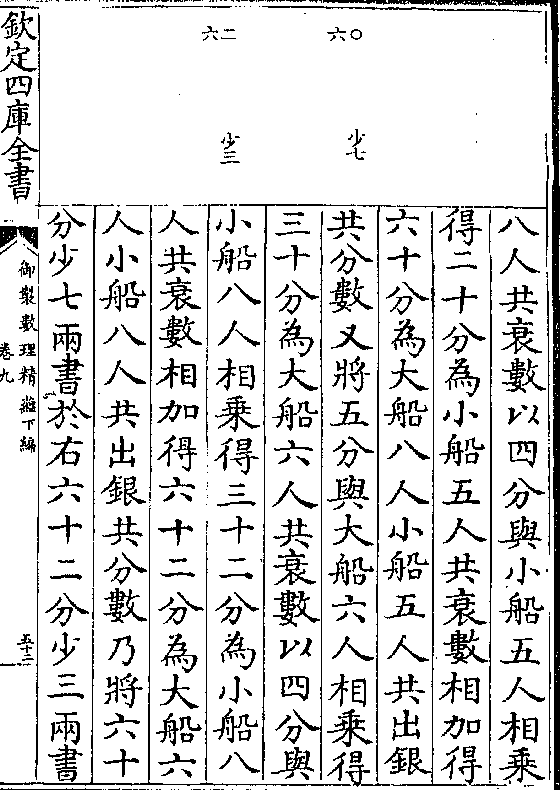 六〇
少七
六二
少三
八人共衰數以四分與小船五人相乘
得二十分為小船五人共衰數相加得
六十分為大船八人小船五人共出銀
共分數又將五分與大船六人相乘得
三十分為大船六人共衰數以四分與
小船八人相乘得三十二分為小船八
人共衰數相加得六十二分為大船六
人小船八人共出銀共分數乃將六十
分少七兩書於右六十二分少三兩書
欽定四庫全書
御製數理精藴下編
卷九